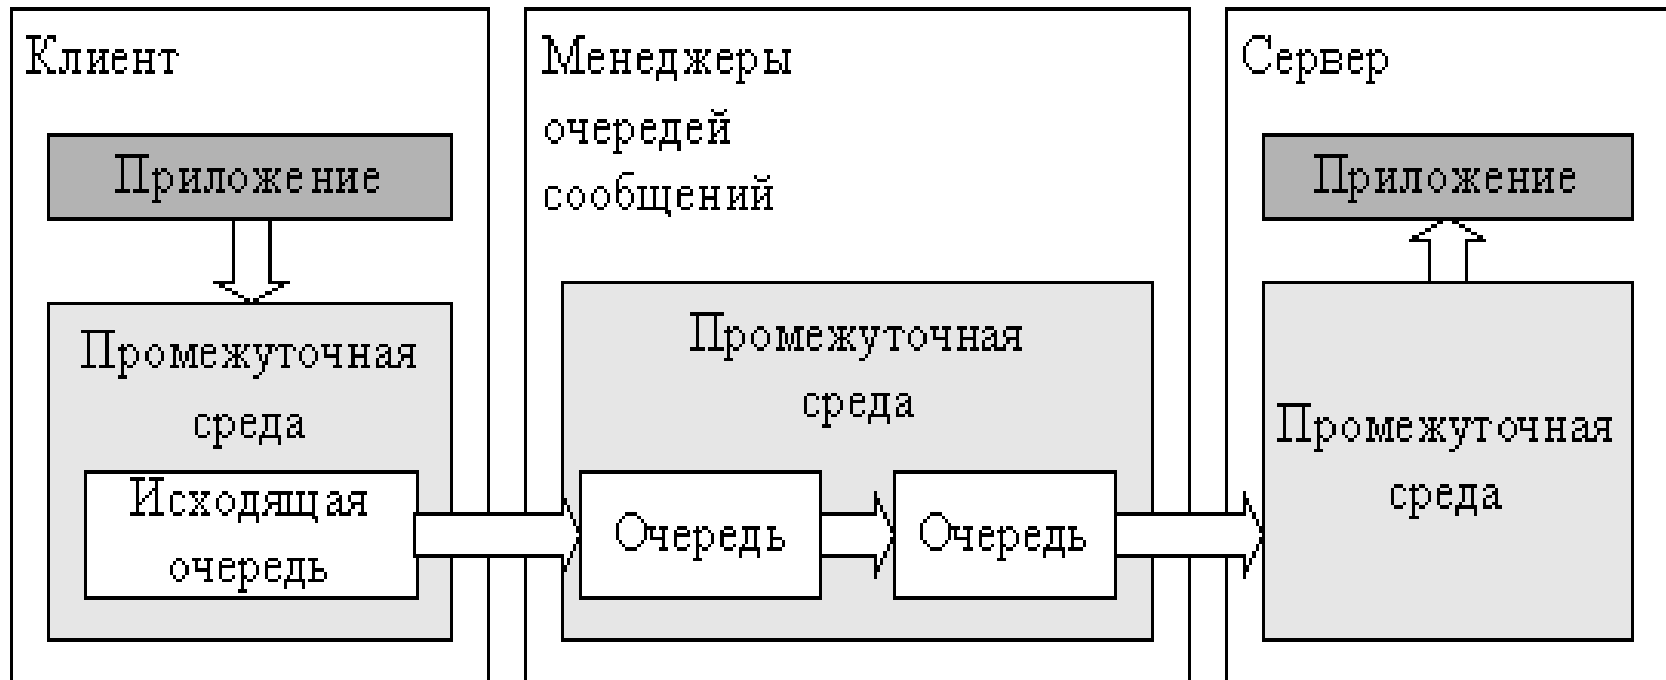 Клиент
Приложение
Промежуточная
среда
Исходящая
очередь
Менеджеры
очередей
сообщений
Промежуточная
среда
Очередь
Очередь
Сервер
Приложение
Промежуточная
среда